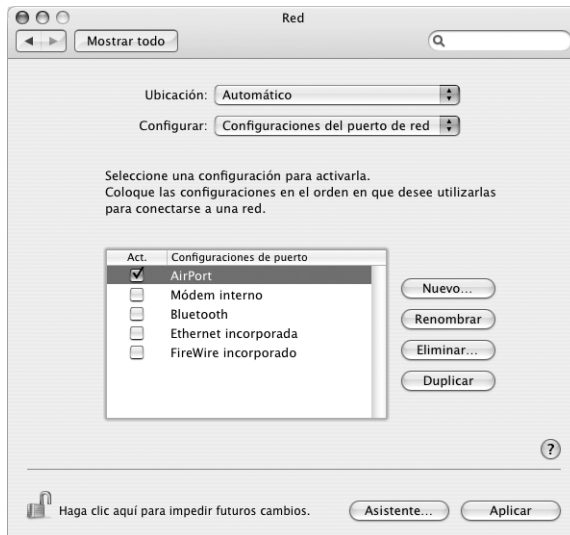 Red
Mostrar todo
Ubicación: Automático
Configurar: Configuraciones del puerto de red
Seleccione una configuración para activarla.
Coloque las configuraciones en el orden en que desee utilizarlas
para conectarse a una red.
Act. Configuraciones de puerto
AirPort
Módem interno
Bluetooth
Ethernet incorporada
FireWire incorporado
Nuevo...
Renombrar
Eliminar...
Duplicar
?
Haga clic aquí para impedir futuros cambios.
Asistente... Aplicar